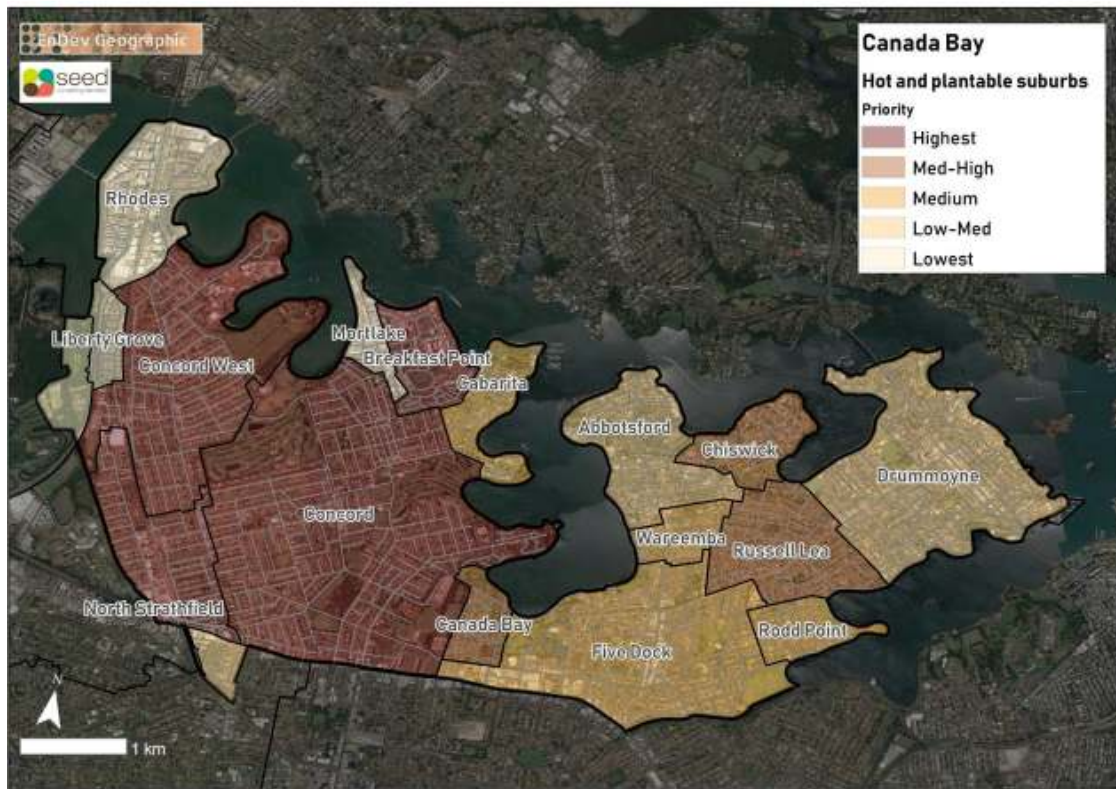 EnDev Geographic
seed
Canada Bay
Hot and plantable suburbs
Priority
Highest
Med-High
Medium
Low-Med
Lowest
Rhodes
Liberty Grove
Mortlake
Concord West
Breakfast Point
Cabarita
Abbotsford
Chiswick
Drummoyne
Concord
Wareemba
Russell Lea
North Strathfield
Canada Bay
Five Dock
Rodd Point
N
1 km